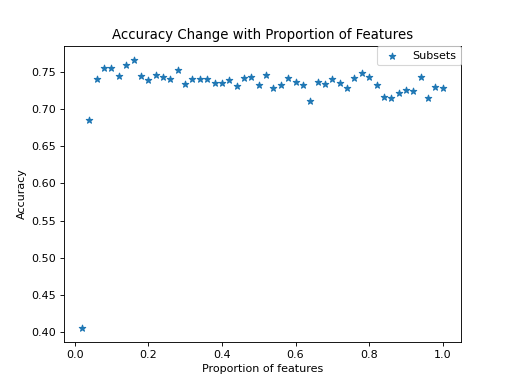 Accuracy Change with Proportion of Features
Subsets
Accuracy
0.75
0.70
0.65
0.60
0.55
0.50
0.45
0.40
0.0 0.2 0.4 0.6 0.8 1.0
Proportion of features